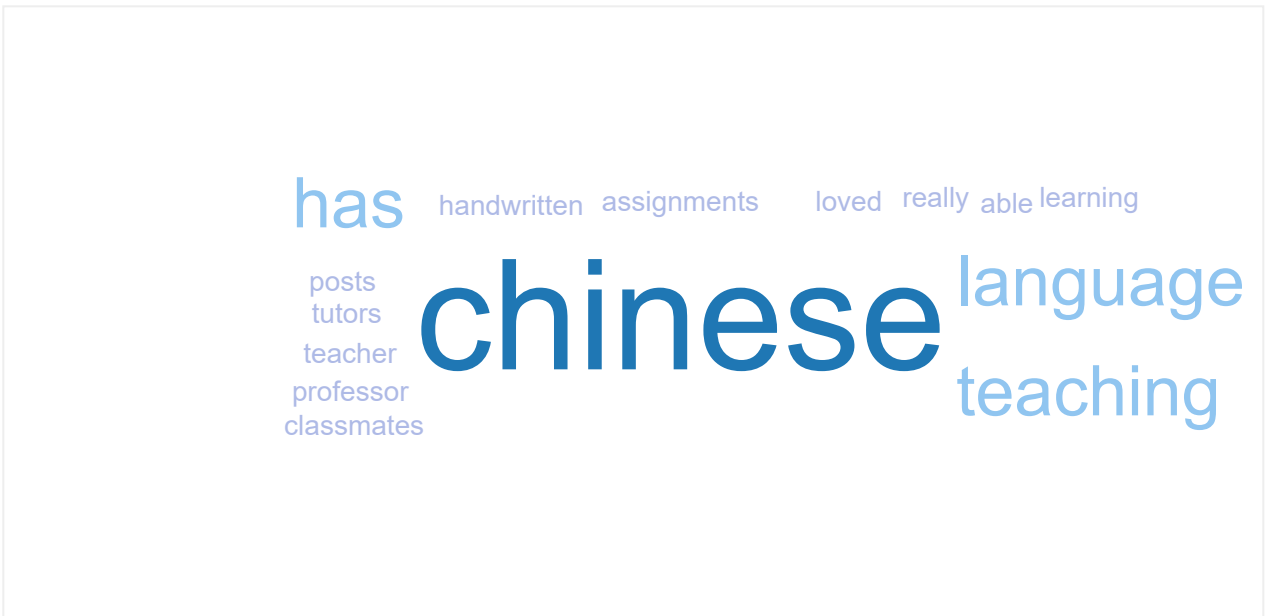 has handwritten assignments loved really able learning
posts
tutors
teacher
professor
classmates
chinese
language
teaching